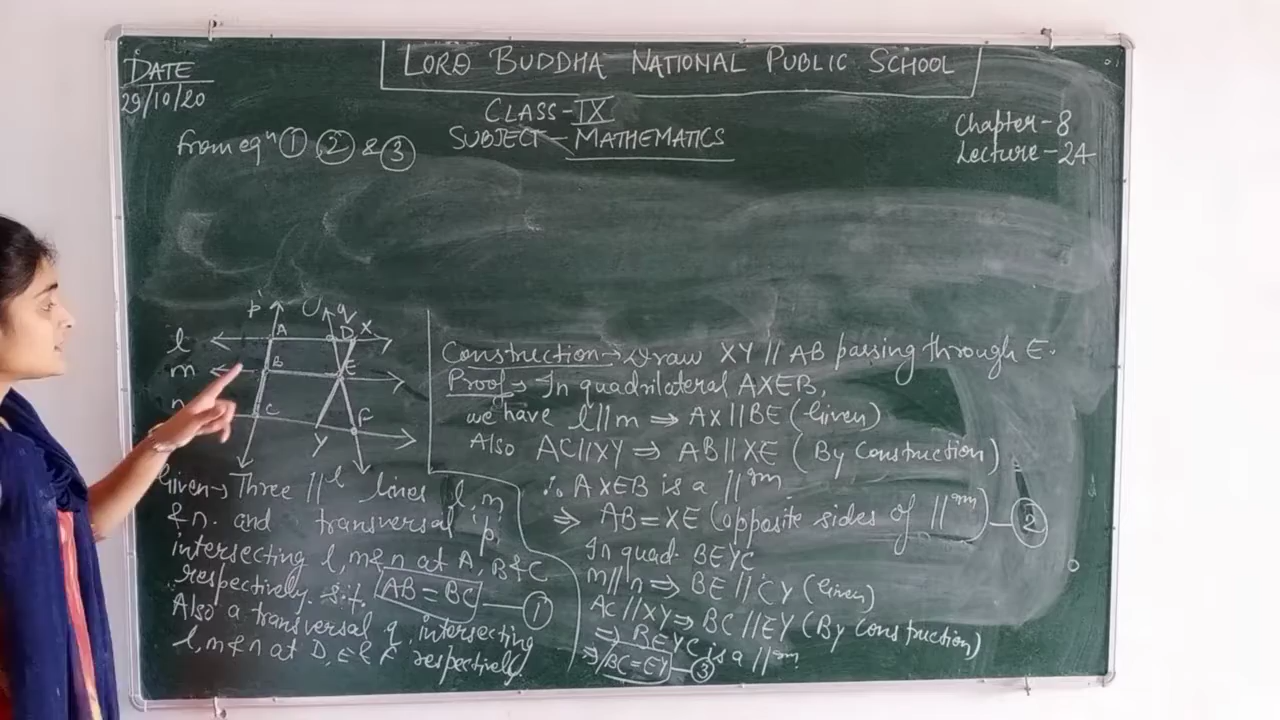 DATE
29/10/20
LORD BUDDHA NATIONAL PUBLIC SCHOOL
CLASS-IX
SUBJECT-MATHEMATICS
Chapter-8
Lecture-24
from eqⁿ ① ② & ③
p q
l A D X
m B E
n C Y F
Given→ Three ||ˡ lines l, m
& n. and transversal 'p'
intersecting l, m & n at A, B & C
respectively. s.t. AB = BC —①
Also a transversal q intersecting
l, m & n at D, E & F respectively.
Construction→ Draw XY || AB passing through E.
Proof→ In quadrilateral AXEB,
we have l || m ⇒ AX || BE (Given)
Also AC || XY ⇒ AB || XE (By Construction)
∴ AXEB is a ||ᵍᵐ
⇒ AB = XE (opposite sides of ||ᵍᵐ) —②
In quad. BEYC
m || n ⇒ BE || CY (Given)
AC || XY ⇒ BC || EY (By Construction)
⇒ BEYC is a ||ᵍᵐ
⇒ BC = EY —③